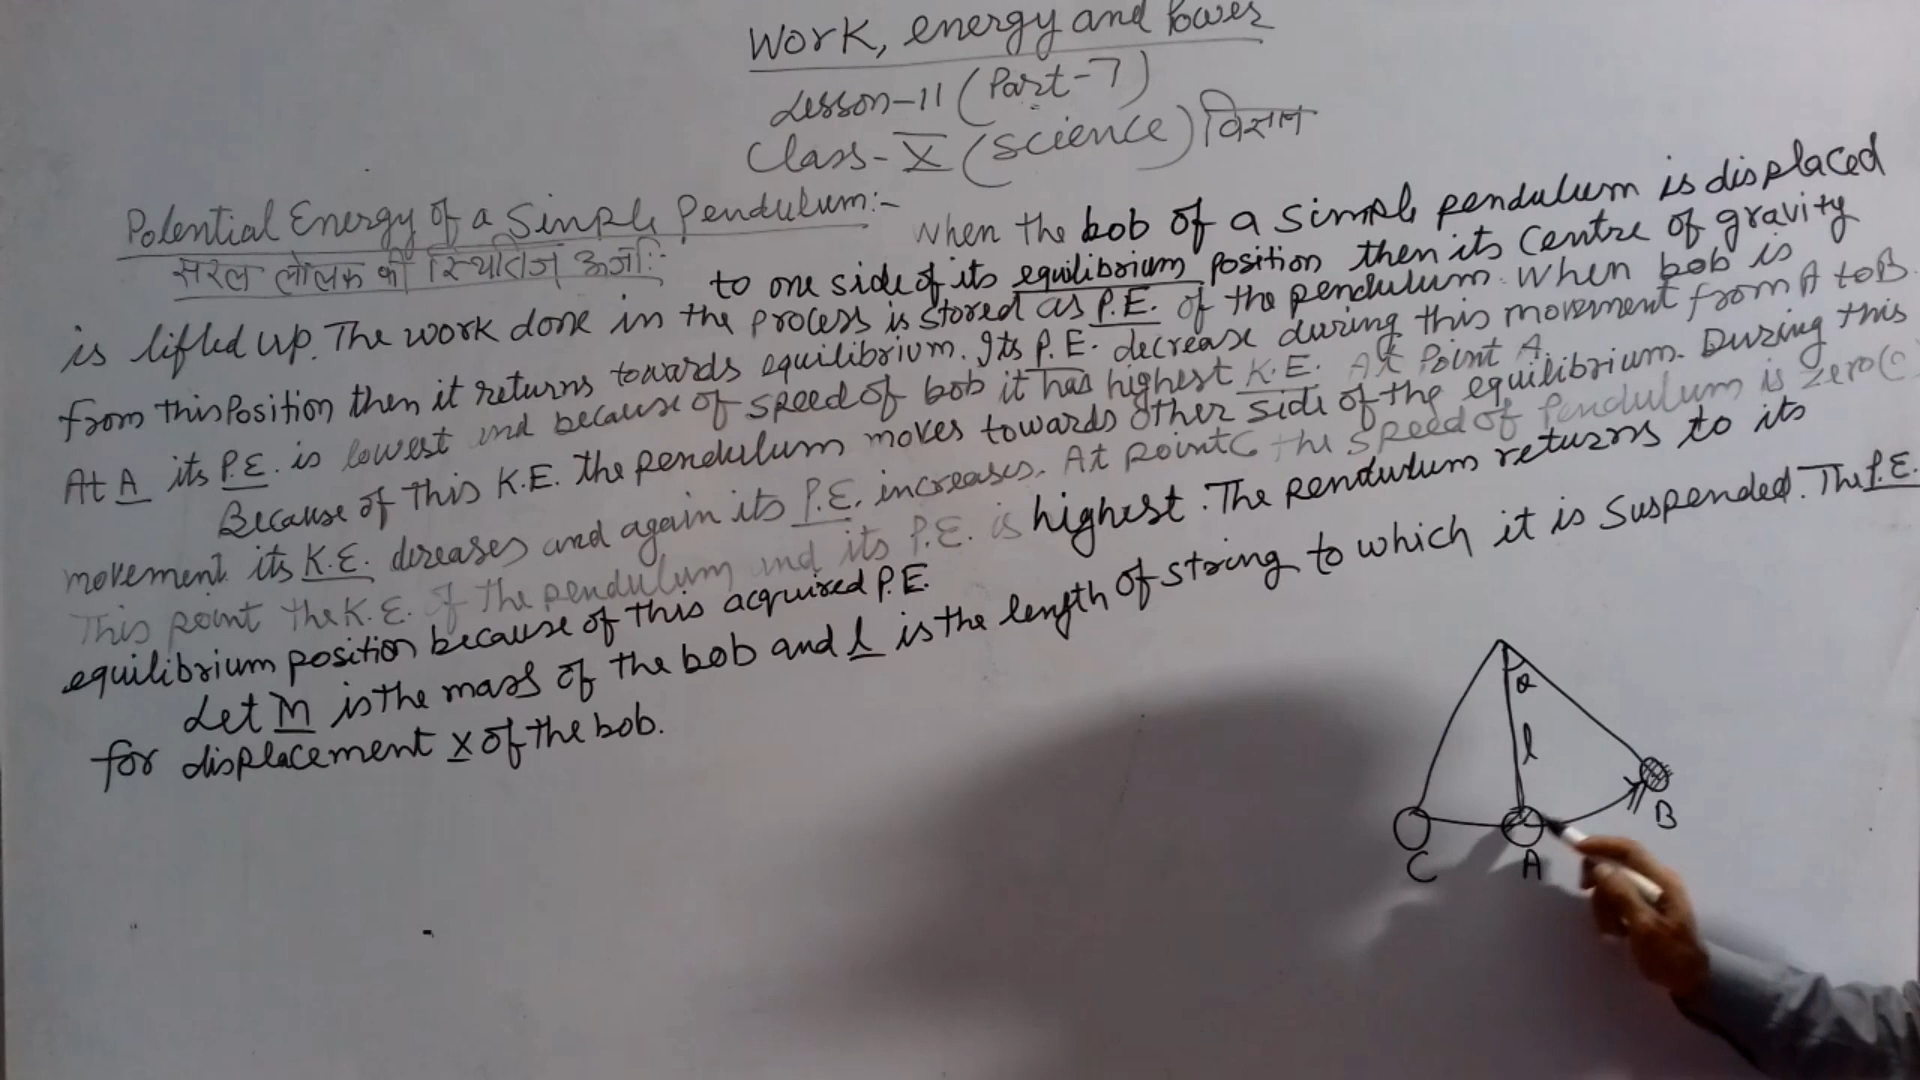 Work, energy and Power
Lesson-11 (Part-7)
Class-X (Science) विज्ञान
Potential Energy of a Simple Pendulum:- When the bob of a simple pendulum is displaced
सरल लोलक की स्थितिज ऊर्जा:- to one side of its equilibrium position then its centre of gravity
is lifted up. The work done in the process is stored as P.E. of the pendulum. When bob is
from this Position then it returns towards equilibrium. Its P.E. decrease during this movement from A to B
At A its P.E. is lowest and because of speed of bob it has highest K.E. At Point A
Because of this K.E. the pendulum moves towards other side of the equilibrium. During this
movement its K.E. dereases and again its P.E. increases. At point C the speed of Pendulum is zero(0
This point the K.E. of the pendulum and its P.E. is highest. The Pendulum returns to its
equilibrium position because of this acquired P.E.
Let M is the mass of the bob and l is the length of string to which it is suspended. The P.E.
for displacement x of the bob.
l
B
C
A